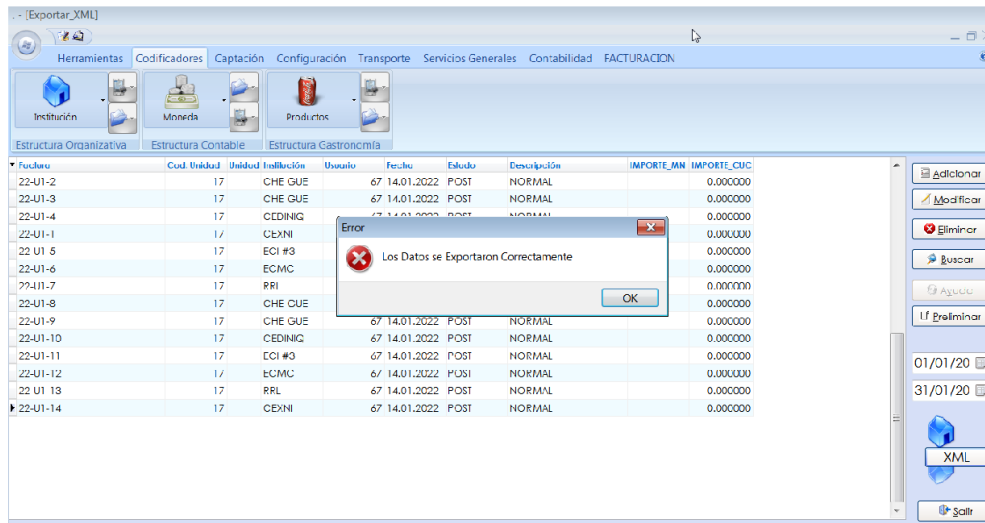 . - [Exportar_XML]
Herramientas Codificadores Captación Configuración Transporte Servicios Generales Contabilidad FACTURACION
Institución Moneda Productos
Estructura Organizativa Estructura Contable Estructura Gastronomía
Factura Cod. Unidad Unidad Institución Usuario Fecha Estado Descripción IMPORTE_MN IMPORTE_CUC
22-U1-2 17 CHE GUE 67 14.01.2022 POST NORMAL 0.000000
22-U1-3 17 CHE GUE 67 14.01.2022 POST NORMAL 0.000000
22-U1-4 17 CEDINIQ 67 14.01.2022 POST NORMAL 0.000000
22-U1-1 17 CEXNI 0.000000
22-U1-5 17 ECI #3 0.000000
22-U1-6 17 ECMC 0.000000
22-U1-7 17 RRL 0.000000
22-U1-8 17 CHE GUE 0.000000
22-U1-9 17 CHE GUE 67 14.01.2022 POST NORMAL 0.000000
22-U1-10 17 CEDINIQ 67 14.01.2022 POST NORMAL 0.000000
22-U1-11 17 ECI #3 67 14.01.2022 POST NORMAL 0.000000
22-U1-12 17 ECMC 67 14.01.2022 POST NORMAL 0.000000
22-U1-13 17 RRL 67 14.01.2022 POST NORMAL 0.000000
22-U1-14 17 CEXNI 67 14.01.2022 POST NORMAL 0.000000
Error
Los Datos se Exportaron Correctamente
OK
Adicionar
Modificar
Eliminar
Buscar
Ayuda
Preliminar
01/01/20
31/01/20
XML
Salir